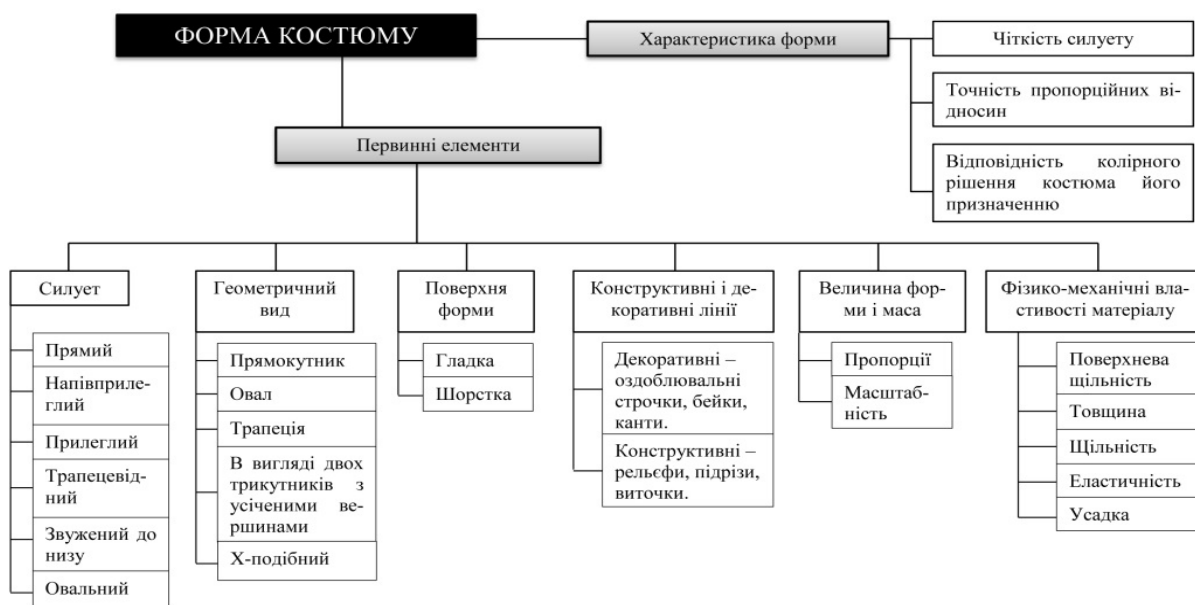 ФОРМА КОСТЮМУ
Характеристика форми
Чіткість силуету
Точність пропорційних ві-
дносин
Відповідність колірного
рішення костюма його
призначенню
Первинні елементи
Силует
Прямий
Напівприле-
глий
Прилеглий
Трапецевід-
ний
Звужений до
низу
Овальний
Геометричний
вид
Прямокутник
Овал
Трапеція
В вигляді двох
трикутників з
усіченими ве-
ршинами
Х-подібний
Поверхня
форми
Гладка
Шорстка
Конструктивні і де-
коративні лінії
Декоративні –
оздоблювальні
строчки, бейки,
канти.
Конструктивні –
рельєфи, підрізи,
виточки.
Величина фор-
ми і маса
Пропорції
Масштаб-
ність
Фізико-механічні вла-
стивості матеріалу
Поверхнева
щільність
Товщина
Щільність
Еластичність
Усадка